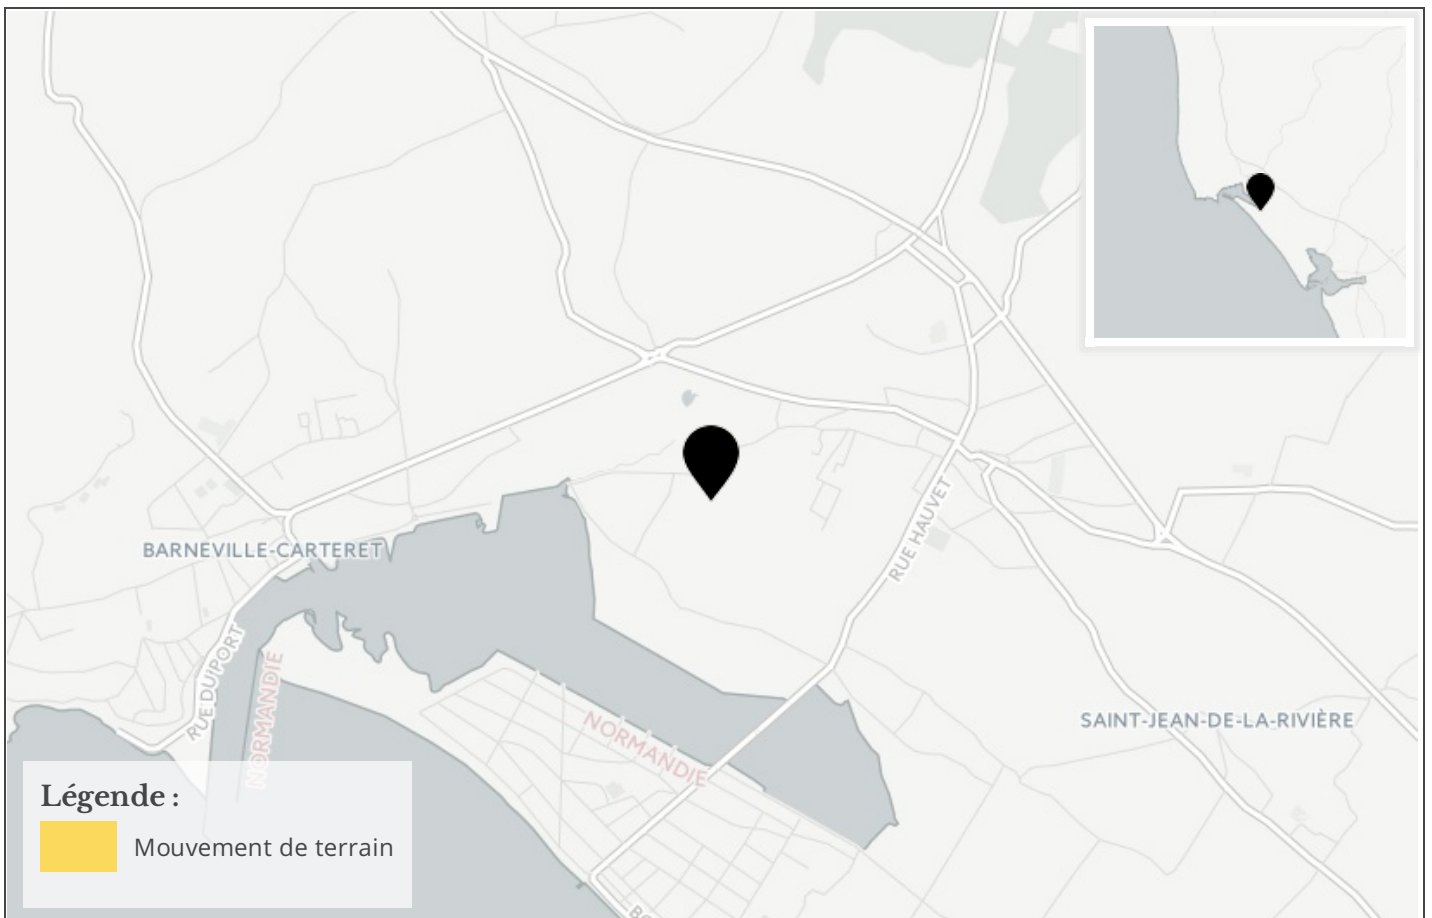 BARNEVILLE-CARTERET
RUE HAUVET
RUE DU PORT
NORMANDIE
NORMANDIE
SAINT-JEAN-DE-LA-RIVIÈRE
Légende :
Mouvement de terrain